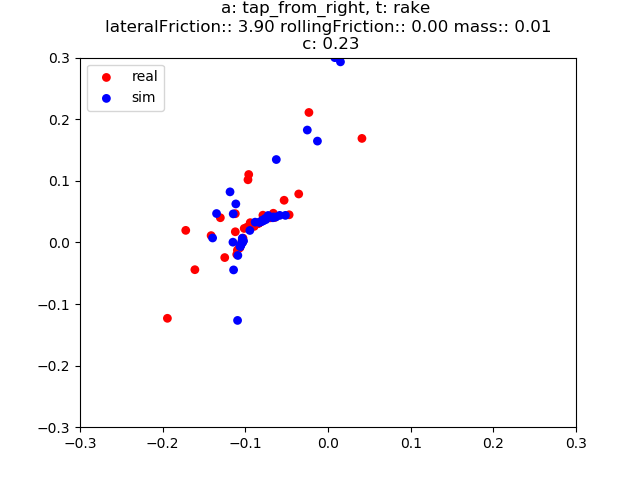 a: tap_from_right, t: rake
lateralFriction:: 3.90 rollingFriction:: 0.00 mass:: 0.01
c: 0.23
real
sim
0.3
0.2
0.1
0.0
−0.1
−0.2
−0.3
−0.3 −0.2 −0.1 0.0 0.1 0.2 0.3